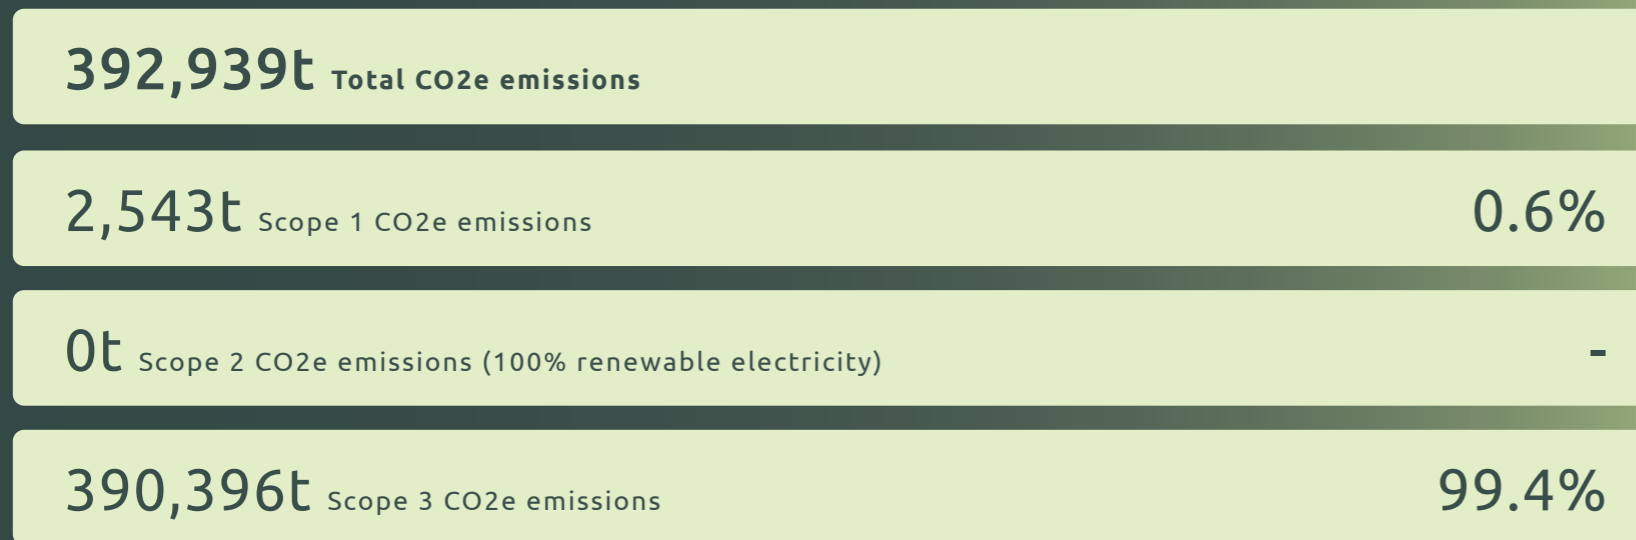 392,939t Total CO2e emissions
2,543t Scope 1 CO2e emissions 0.6%
0t Scope 2 CO2e emissions (100% renewable electricity) -
390,396t Scope 3 CO2e emissions 99.4%